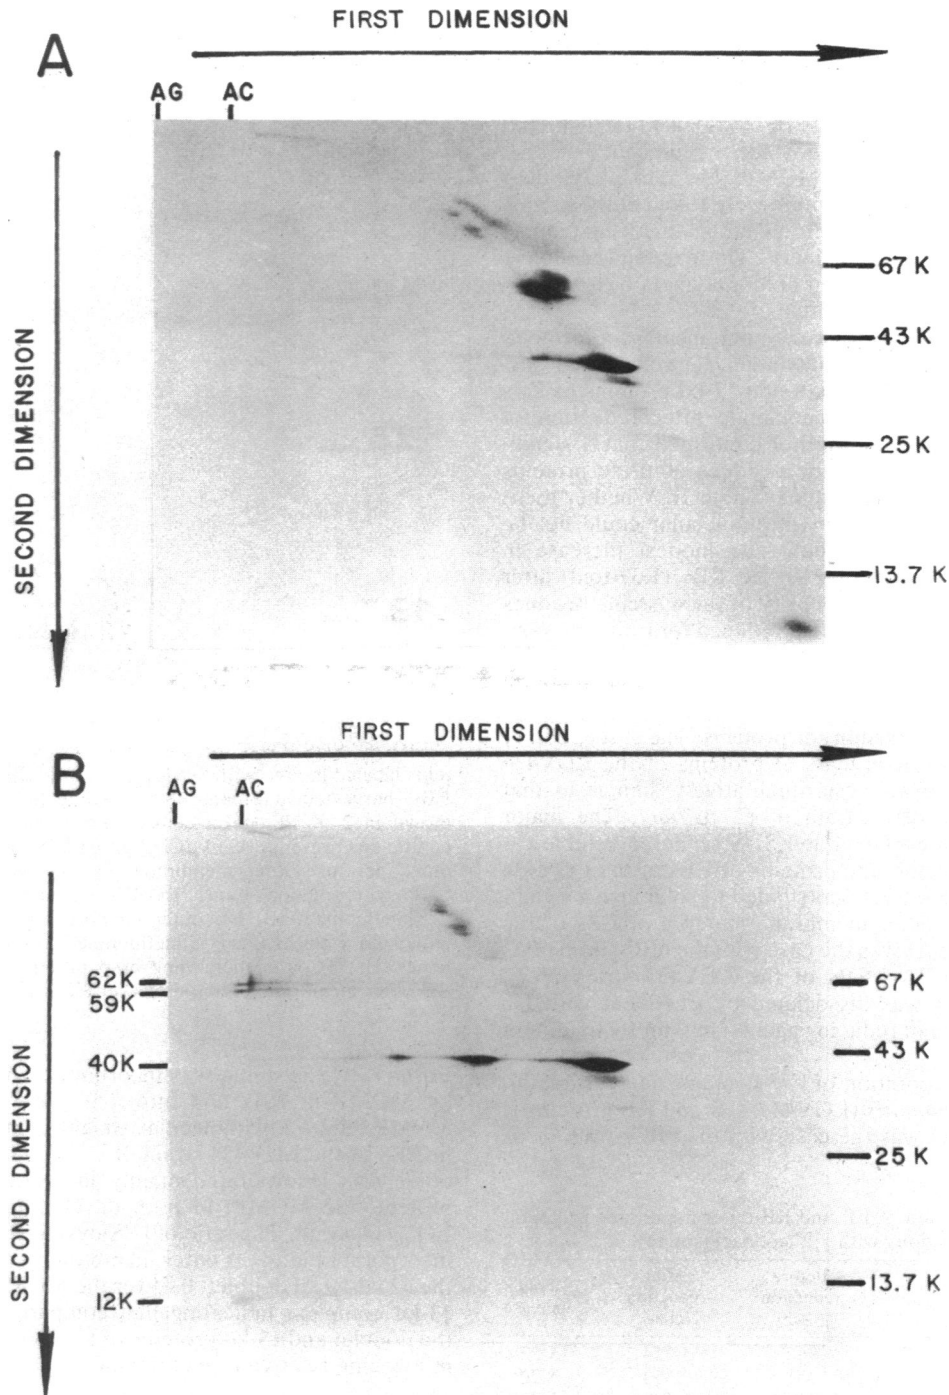 FIRST DIMENSION
A
AG AC
67 K
43 K
SECOND DIMENSION
25 K
13.7 K
FIRST DIMENSION
B
AG AC
62K
67 K
59K
40K
43 K
SECOND DIMENSION
25 K
12K
13.7 K